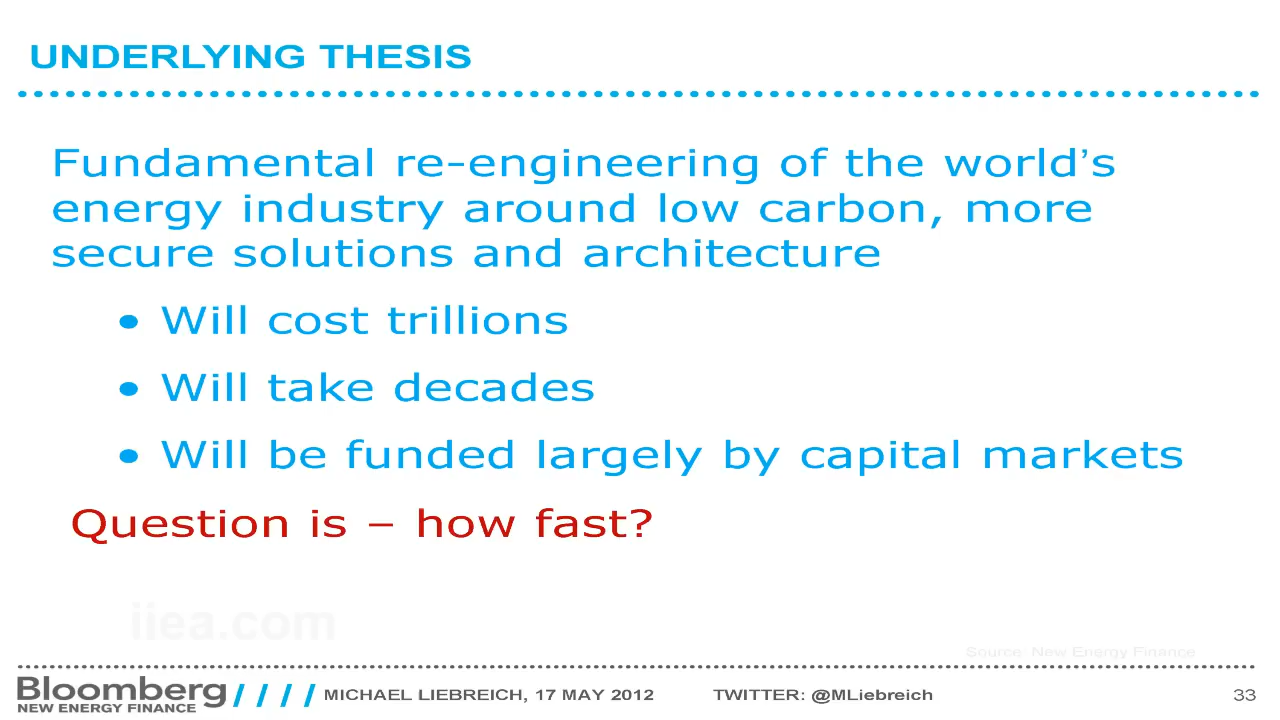 UNDERLYING THESIS
Fundamental re-engineering of the world’s
energy industry around low carbon, more
secure solutions and architecture
• Will cost trillions
• Will take decades
• Will be funded largely by capital markets
Question is – how fast?
iiea.com
Source: New Energy Finance
Bloomberg
NEW ENERGY FINANCE
//// MICHAEL LIEBREICH, 17 MAY 2012 TWITTER: @MLiebreich 33